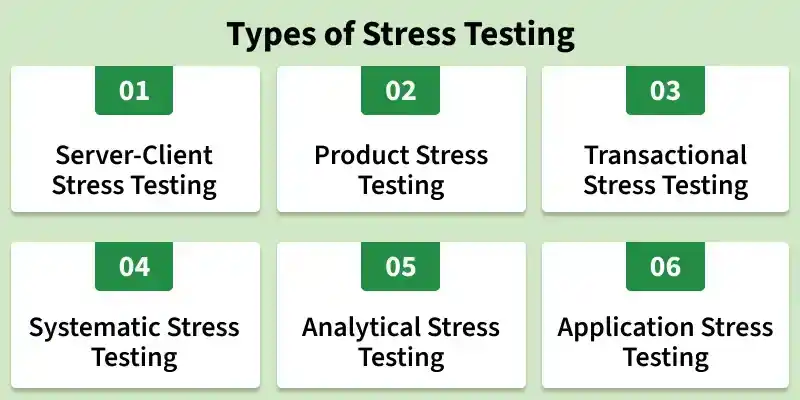 Types of Stress Testing
01
Server-Client
Stress Testing
02
Product Stress
Testing
03
Transactional
Stress Testing
04
Systematic Stress
Testing
05
Analytical Stress
Testing
06
Application Stress
Testing